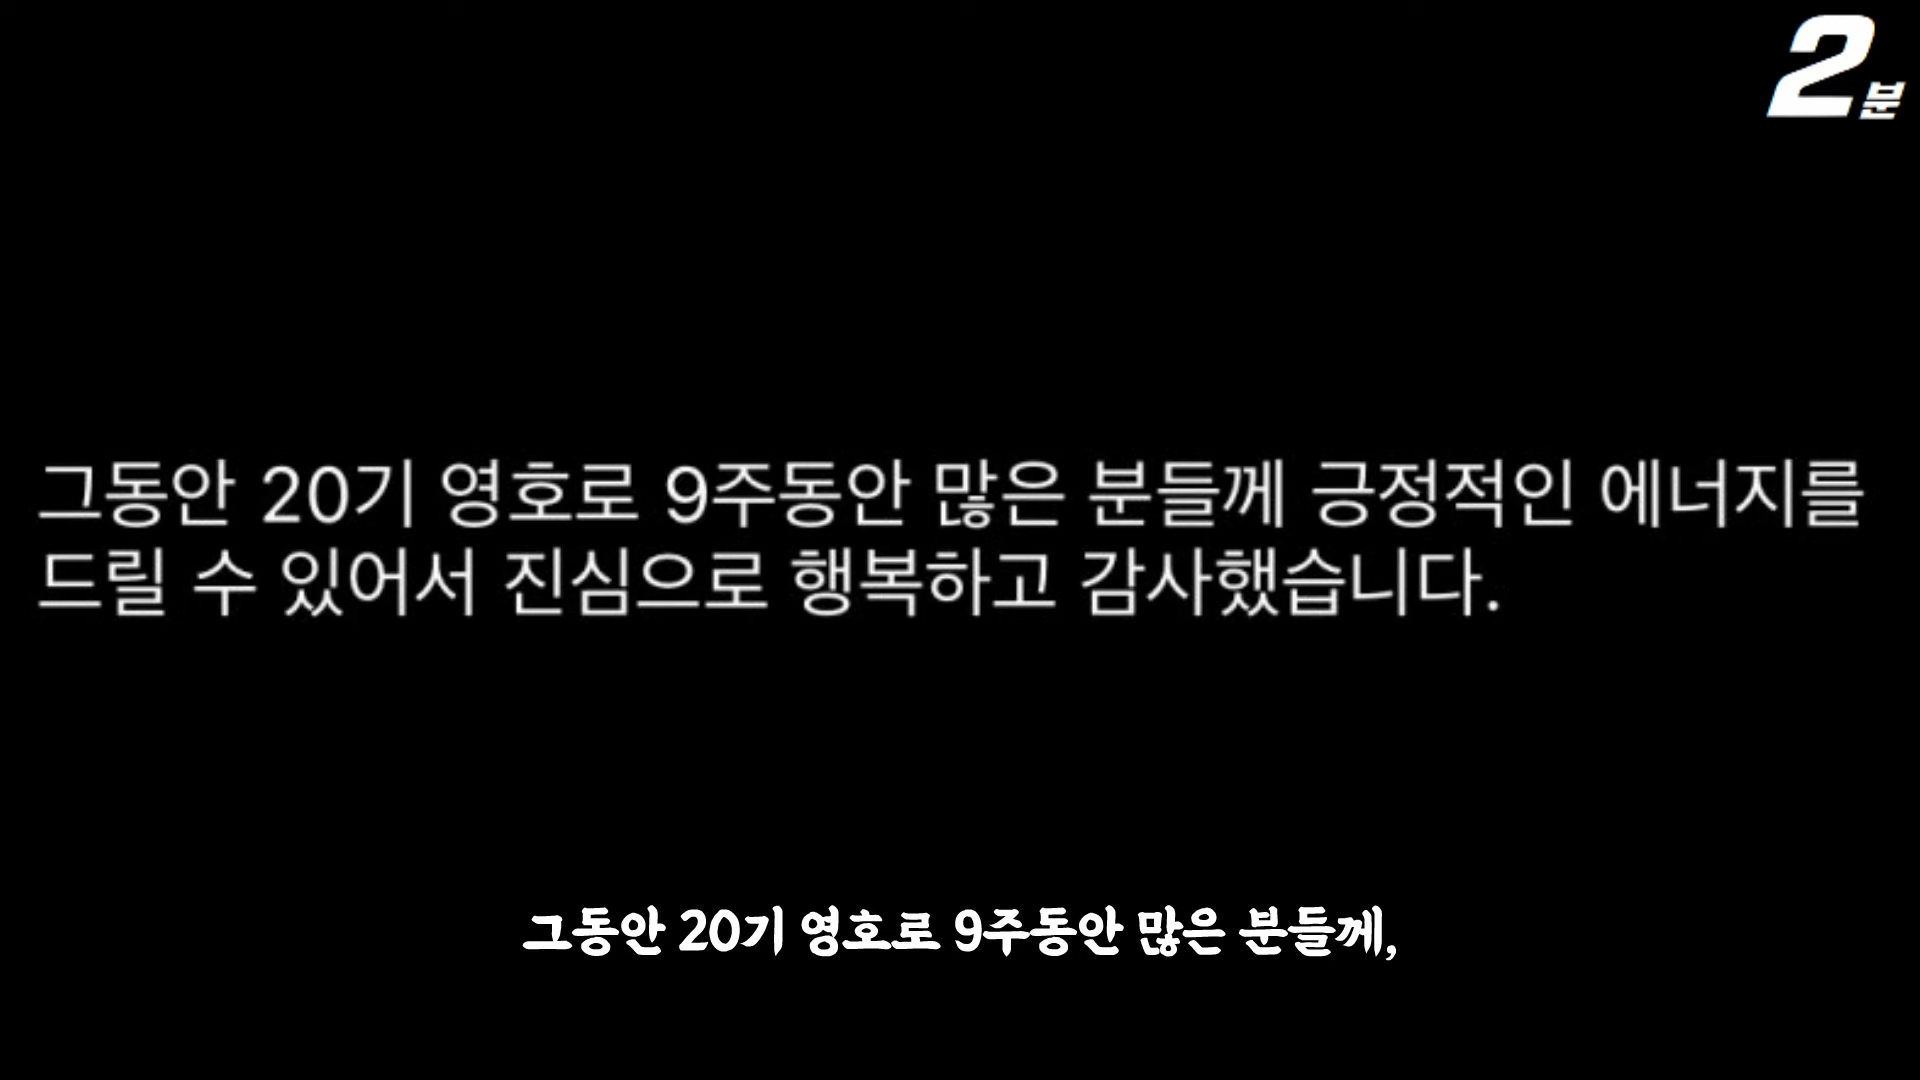 2분
그동안 20기 영호로 9주동안 많은 분들께 긍정적인 에너지를
드릴 수 있어서 진심으로 행복하고 감사했습니다.
그동안 20기 영호로 9주동안 많은 분들께,